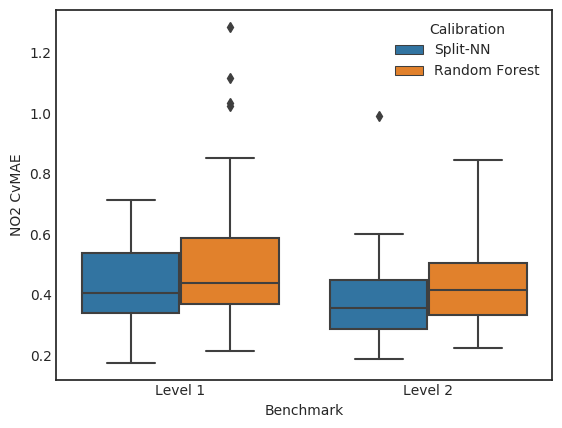 Calibration
Split-NN
Random Forest
NO2 CvMAE
1.2
1.0
0.8
0.6
0.4
0.2
Level 1
Level 2
Benchmark